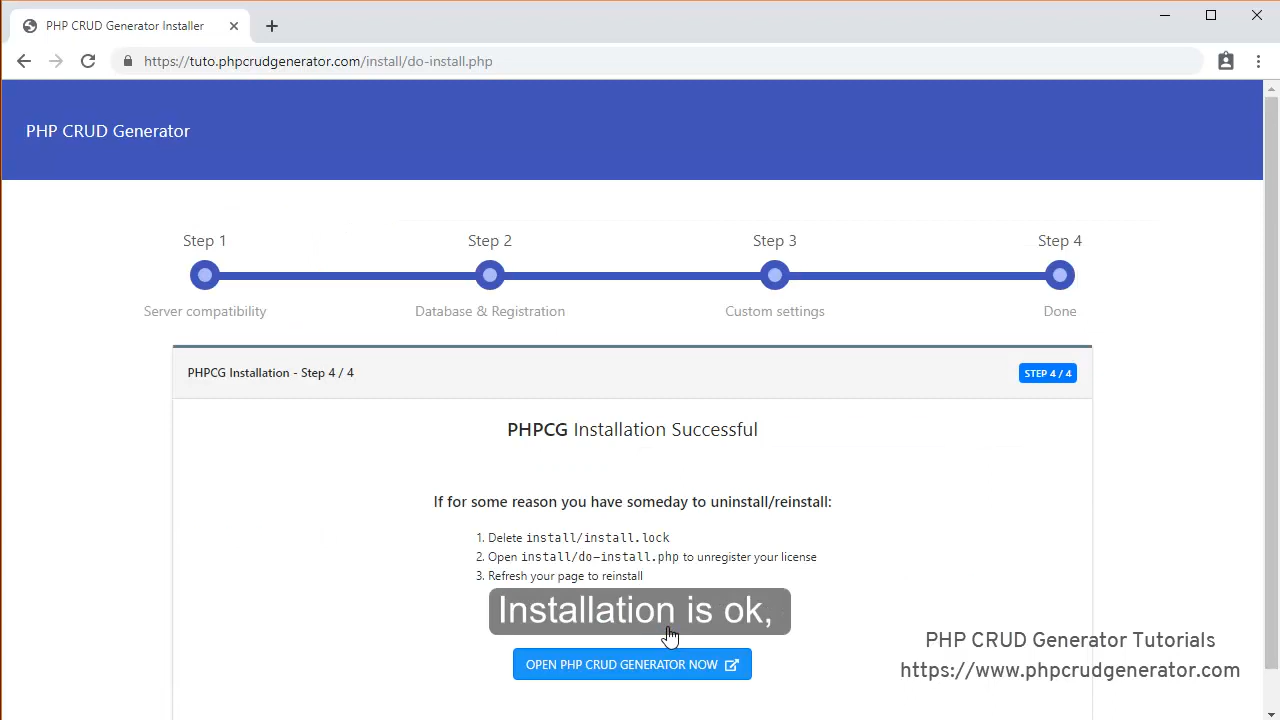 PHP CRUD Generator Installer
https://tuto.phpcrudgenerator.com/install/do-install.php
PHP CRUD Generator
Step 1
Step 2
Step 3
Step 4
Server compatibility
Database & Registration
Custom settings
Done
PHPCG Installation - Step 4 / 4
STEP 4 / 4
PHPCG Installation Successful
If for some reason you have someday to uninstall/reinstall:
1. Delete install/install.lock
2. Open install/do-install.php to unregister your license
3. Refresh your page to reinstall
Installation is ok,
OPEN PHP CRUD GENERATOR NOW
PHP CRUD Generator Tutorials
https://www.phpcrudgenerator.com